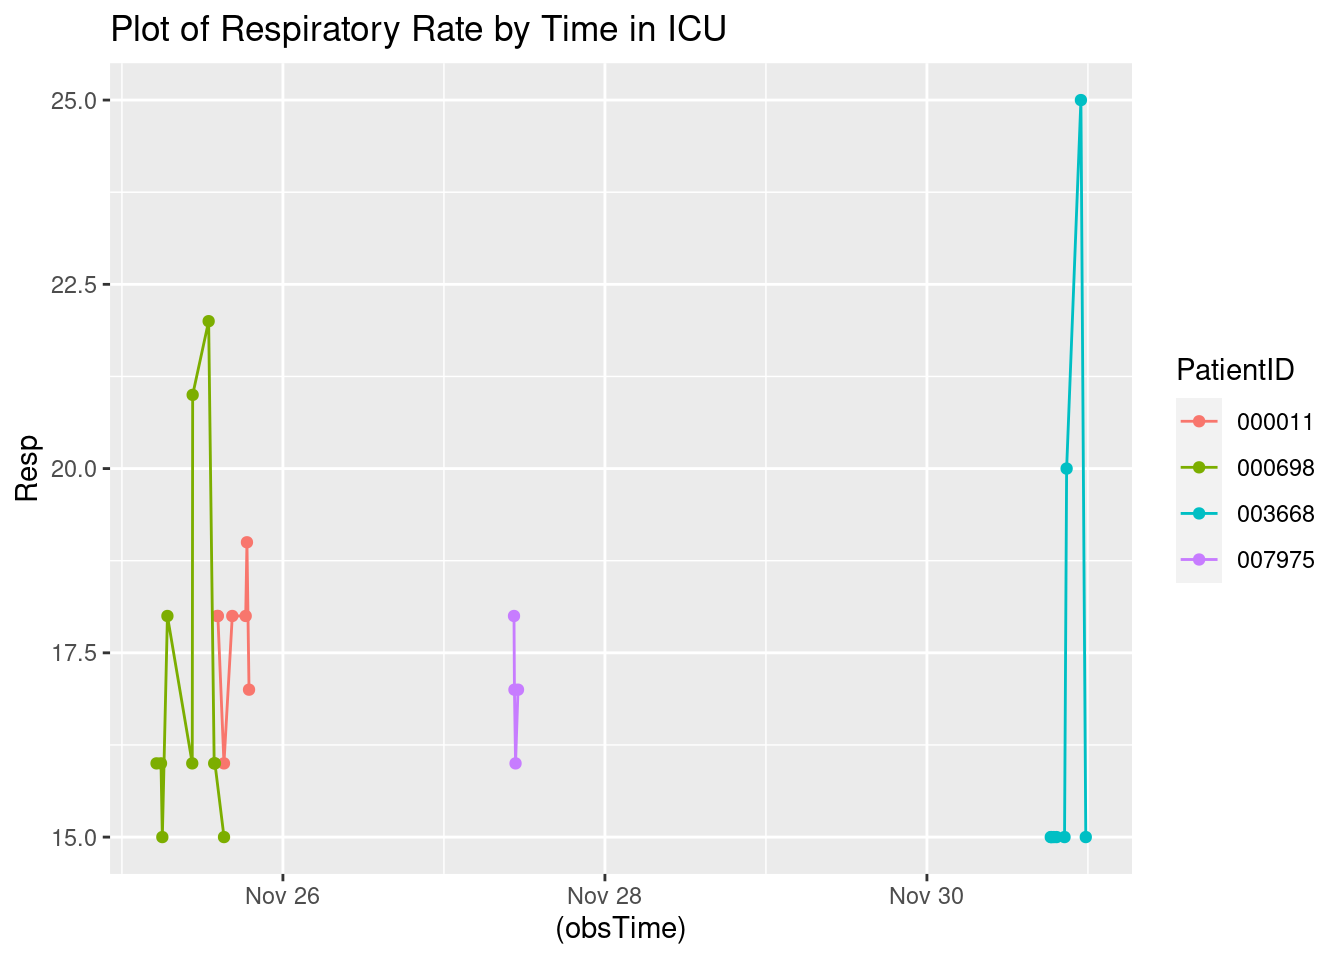 Plot of Respiratory Rate by Time in ICU
Resp
25.0
22.5
20.0
17.5
15.0
Nov 26
Nov 28
Nov 30
(obsTime)
PatientID
000011
000698
003668
007975